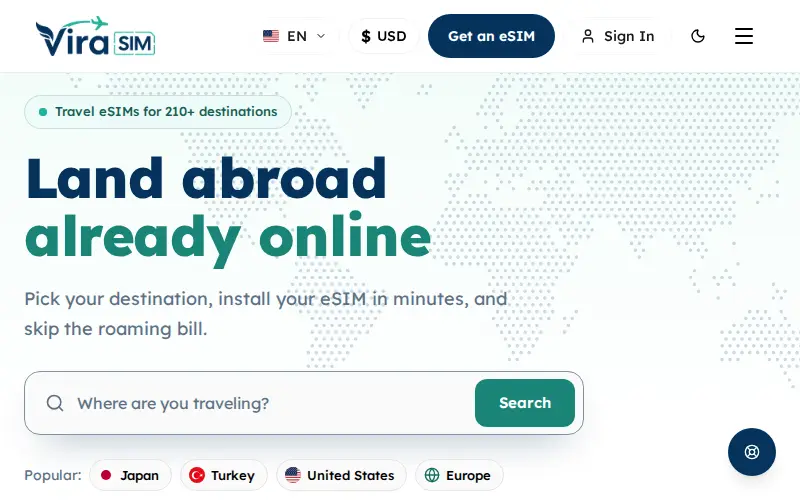 Vira SIM
EN
$ USD
Get an eSIM
Sign In
Travel eSIMs for 210+ destinations
Land abroad
already online
Pick your destination, install your eSIM in minutes, and
skip the roaming bill.
Where are you traveling?
Search
Popular:
Japan
Turkey
United States
Europe